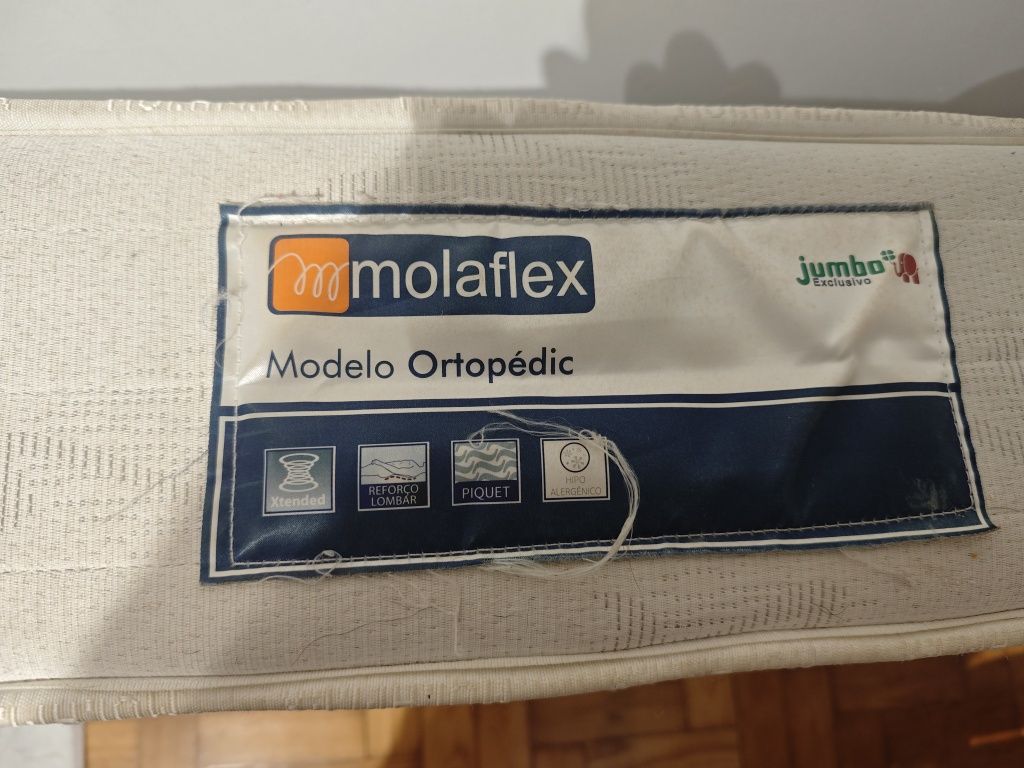 molaflex
jumbo
Exclusivo
Modelo Ortopédic
Xtended
REFORÇO
LOMBAR
PIQUET
HIPO
ALERGÉNICO